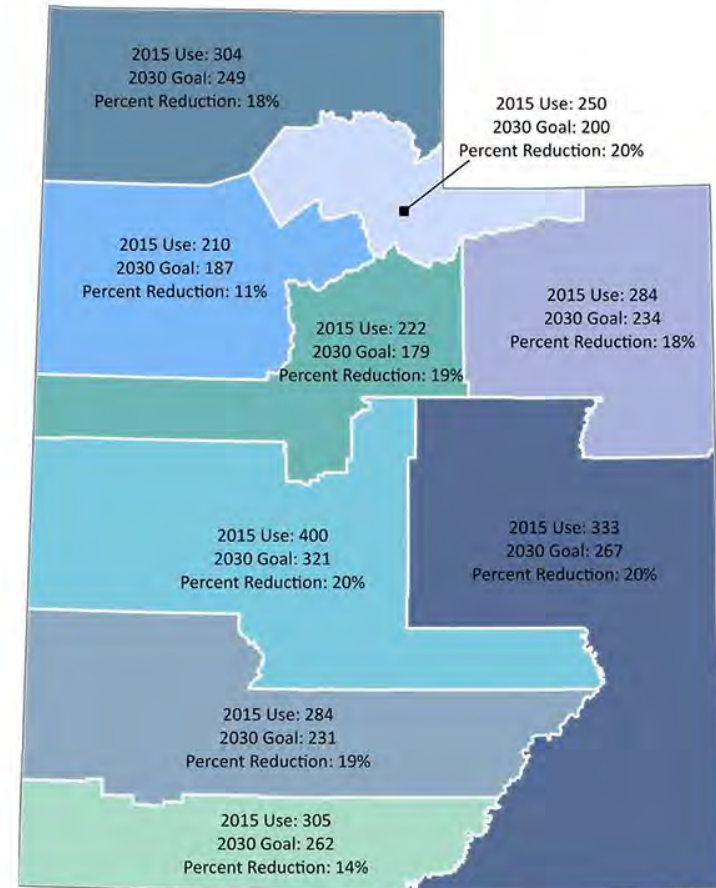 2015 Use: 304
2030 Goal: 249
Percent Reduction: 18%
2015 Use: 250
2030 Goal: 200
Percent Reduction: 20%
2015 Use: 210
2030 Goal: 187
Percent Reduction: 11%
2015 Use: 284
2030 Goal: 234
Percent Reduction: 18%
2015 Use: 222
2030 Goal: 179
Percent Reduction: 19%
2015 Use: 400
2030 Goal: 321
Percent Reduction: 20%
2015 Use: 333
2030 Goal: 267
Percent Reduction: 20%
2015 Use: 284
2030 Goal: 231
Percent Reduction: 19%
2015 Use: 305
2030 Goal: 262
Percent Reduction: 14%